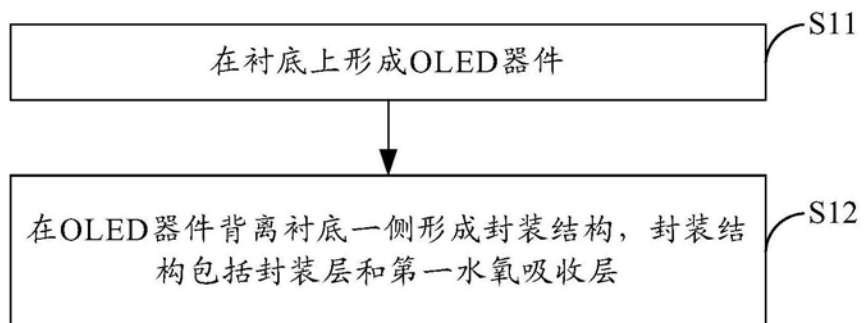 S11
在衬底上形成OLED器件
S12
在OLED器件背离衬底一侧形成封装结构，封装结
构包括封装层和第一水氧吸收层